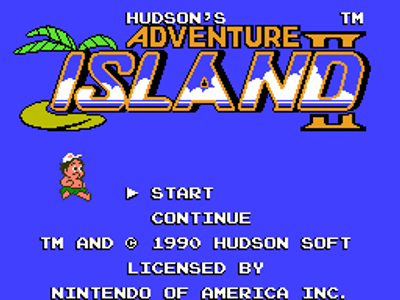 HUDSON'S TM
ADVENTURE
ISLAND II
▶ START
CONTINUE
TM AND © 1990 HUDSON SOFT
LICENSED BY
NINTENDO OF AMERICA INC.